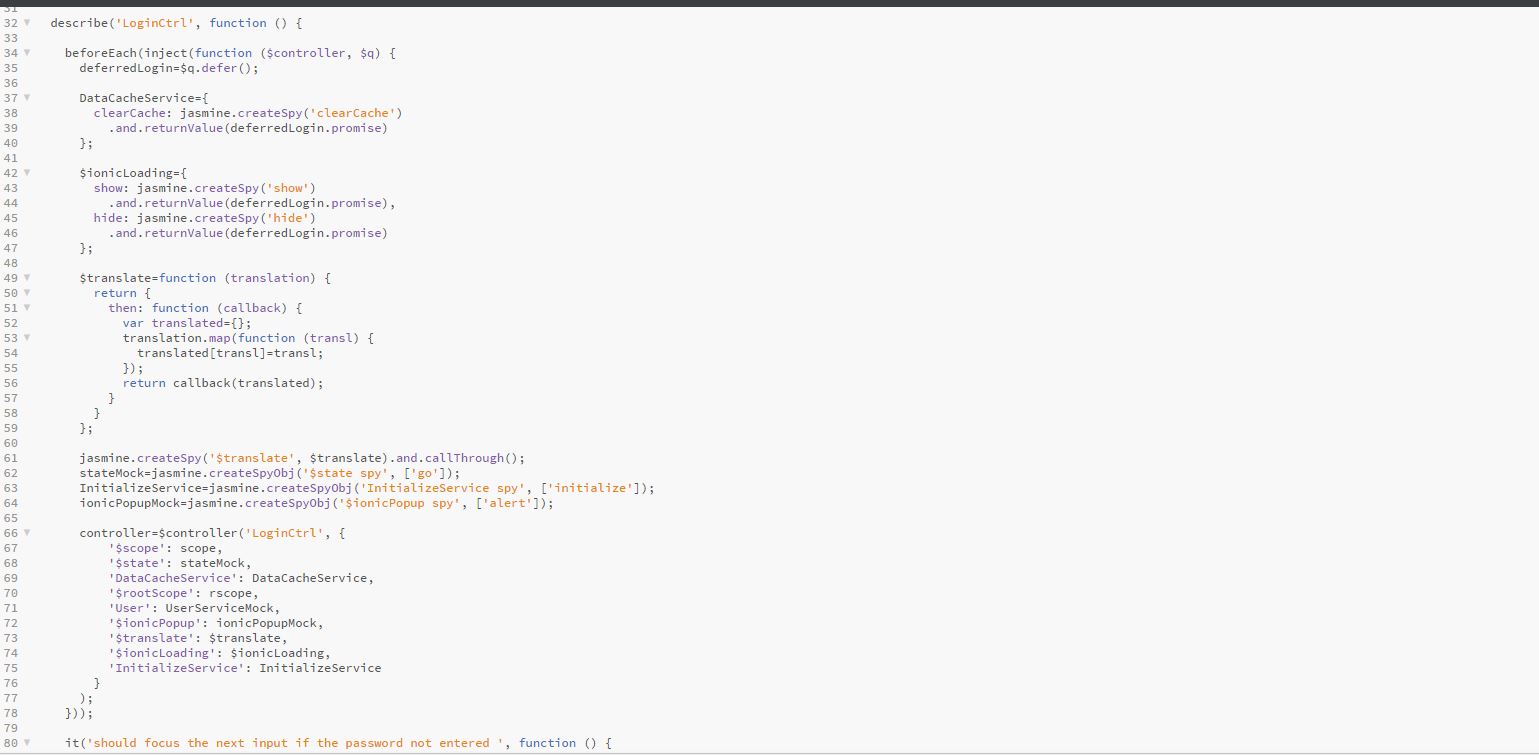 31
32 describe('LoginCtrl', function () {
33
34 beforeEach(inject(function ($controller, $q) {
35 deferredLogin=$q.defer();
36
37 DataCacheService={
38 clearCache: jasmine.createSpy('clearCache')
39 .and.returnValue(deferredLogin.promise)
40 };
41
42 $ionicLoading={
43 show: jasmine.createSpy('show')
44 .and.returnValue(deferredLogin.promise),
45 hide: jasmine.createSpy('hide')
46 .and.returnValue(deferredLogin.promise)
47 };
48
49 $translate=function (translation) {
50 return {
51 then: function (callback) {
52 var translated={};
53 translation.map(function (transl) {
54 translated[transl]=transl;
55 });
56 return callback(translated);
57 }
58 }
59 };
60
61 jasmine.createSpy('$translate', $translate).and.callThrough();
62 stateMock=jasmine.createSpyObj('$state spy', ['go']);
63 InitializeService=jasmine.createSpyObj('InitializeService spy', ['initialize']);
64 ionicPopupMock=jasmine.createSpyObj('$ionicPopup spy', ['alert']);
65
66 controller=$controller('LoginCtrl', {
67 '$scope': scope,
68 '$state': stateMock,
69 'DataCacheService': DataCacheService,
70 '$rootScope': rscope,
71 'User': UserServiceMock,
72 '$ionicPopup': ionicPopupMock,
73 '$translate': $translate,
74 '$ionicLoading': $ionicLoading,
75 'InitializeService': InitializeService
76 }
77 );
78 }));
79
80 it('should focus the next input if the password not entered ', function () {